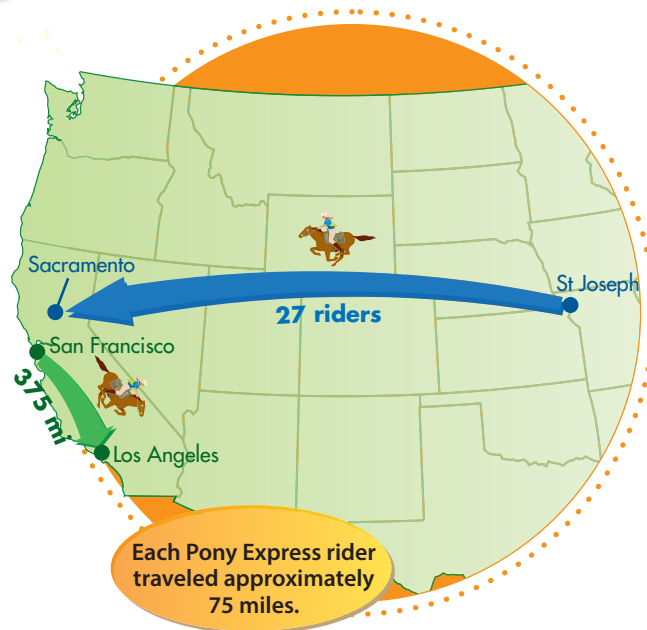 Sacramento
St Joseph
27 riders
San Francisco
375 mi
Los Angeles
Each Pony Express rider
traveled approximately
75 miles.